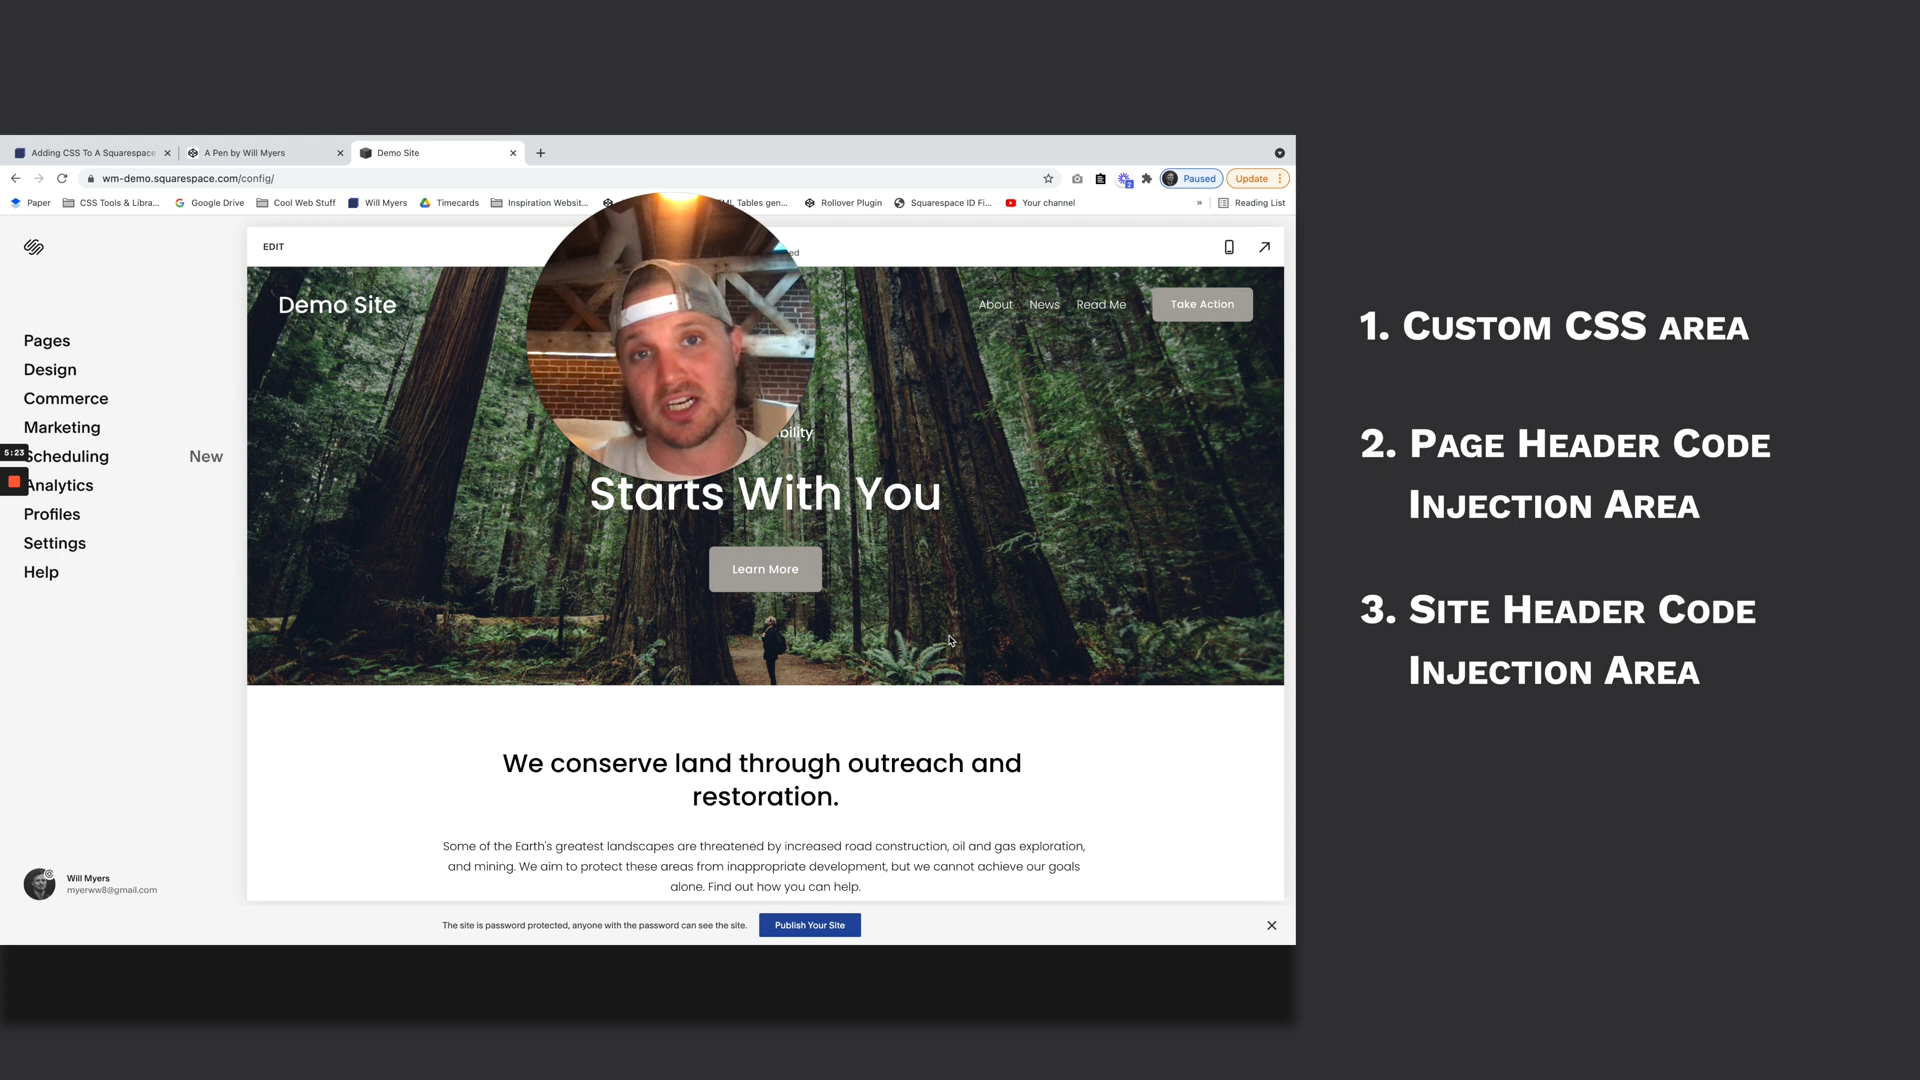 Adding CSS To A Squarespace
A Pen by Will Myers
Demo Site
wm-demo.squarespace.com/config/
Paused
Update
Paper
CSS Tools & Libra...
Google Drive
Cool Web Stuff
Will Myers
Timecards
Inspiration Websit...
Tables gen...
Rollover Plugin
Squarespace ID Fi...
Your channel
»
Reading List
EDIT
Demo Site
About
News
Read Me
Take Action
Pages
Design
Commerce
Marketing
Scheduling
New
Analytics
Profiles
Settings
Help
5:23
Starts With You
Learn More
We conserve land through outreach and
restoration.
Some of the Earth's greatest landscapes are threatened by increased road construction, oil and gas exploration,
and mining. We aim to protect these areas from inappropriate development, but we cannot achieve our goals
alone. Find out how you can help.
Will Myers
myerww8@gmail.com
The site is password protected, anyone with the password can see the site.
Publish Your Site
1. Custom CSS area
2. Page Header Code
Injection Area
3. Site Header Code
Injection Area